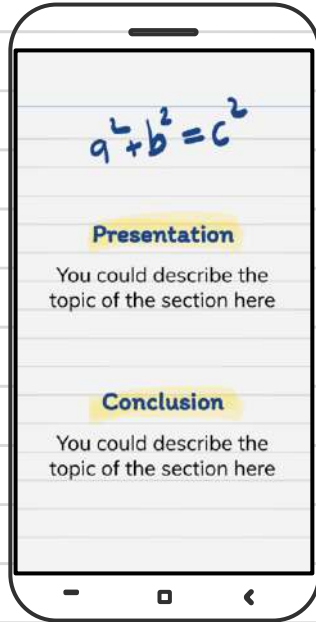 a²+b²=c²
Presentation
You could describe the
topic of the section here
Conclusion
You could describe the
topic of the section here